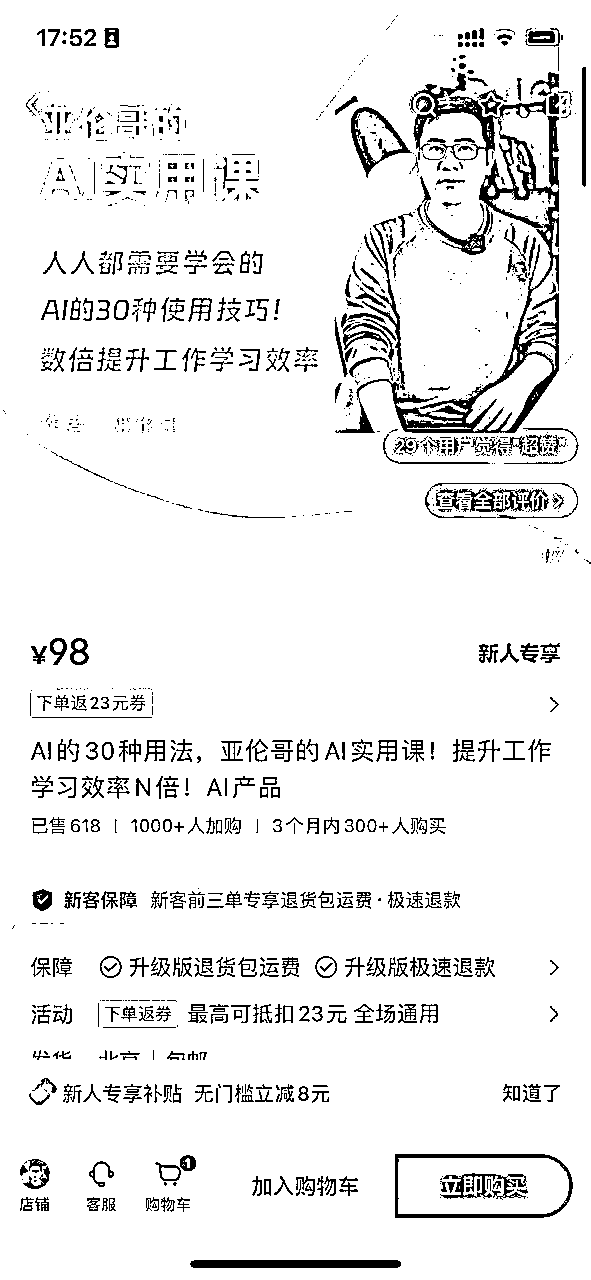 17:52
亚伦哥的
AI实用课
人人都需要学会的
AI的30种使用技巧！
数倍提升工作学习效率
29个用户觉得“超赞”
查看全部评价
¥98
新人专享
下单返23元券
AI的30种用法，亚伦哥的AI实用课！提升工作
学习效率N倍！AI产品
已售618 | 1000+人加购 | 3个月内300+人购买
新客保障 新客前三单专享退货包运费·极速退款
保障 升级版退货包运费 升级版极速退款
活动 下单返券 最高可抵扣23元 全场通用
发货 北京 | 包邮
新人专享补贴 无门槛立减8元 知道了
1
店铺 客服 购物车 加入购物车 立即购买